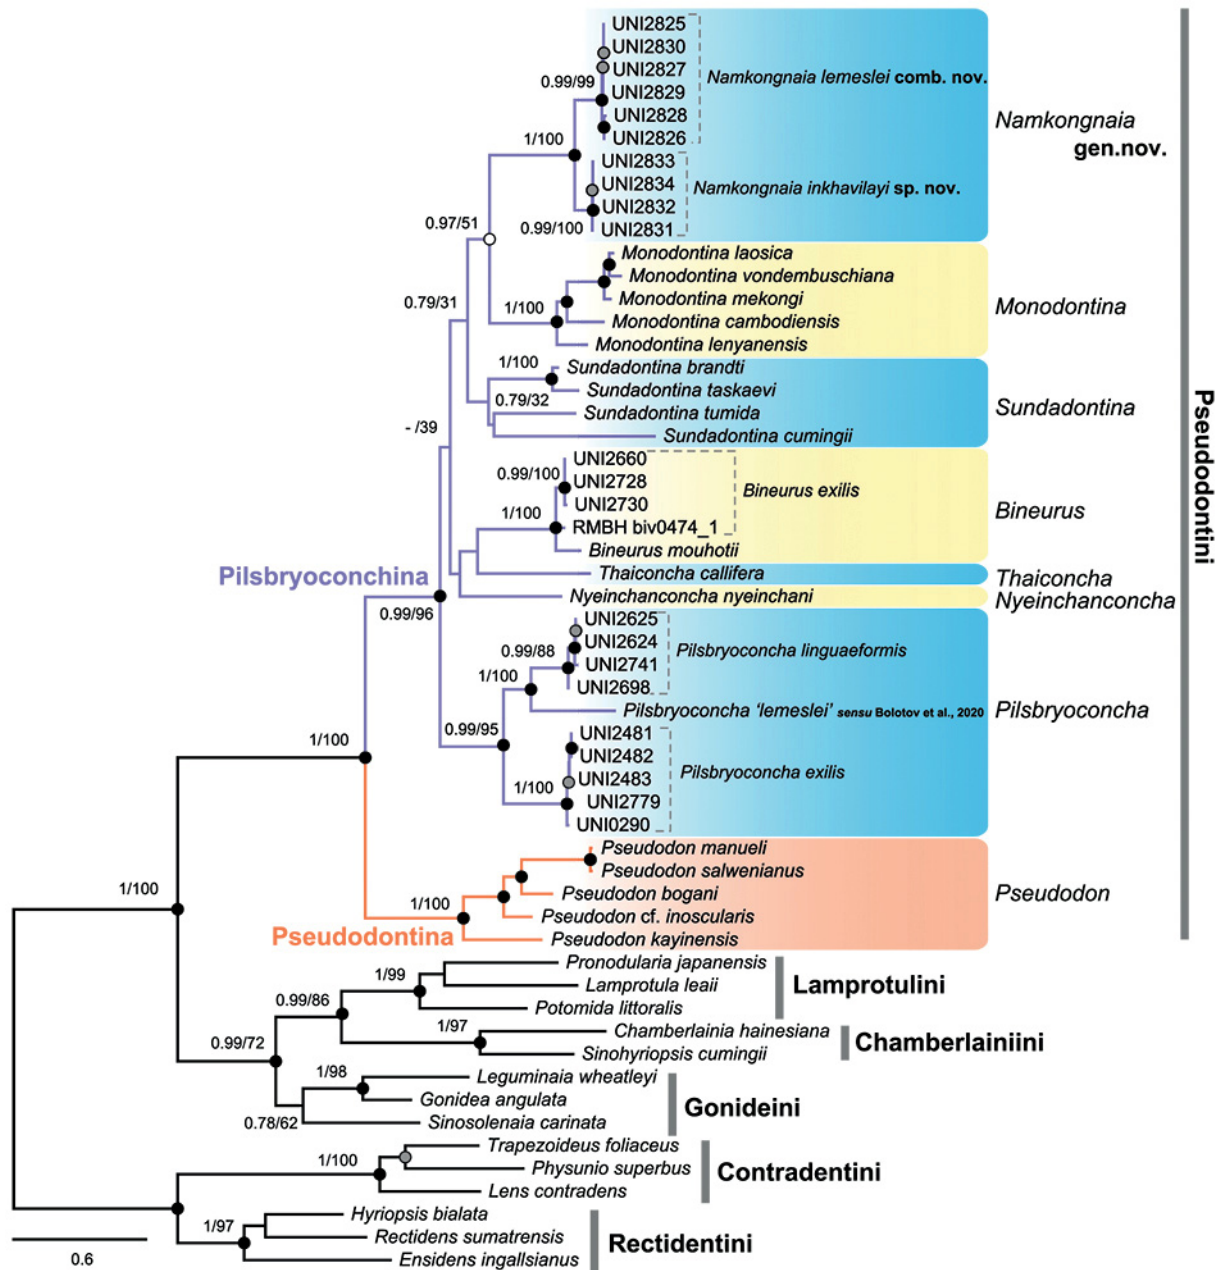 UNI2825
UNI2830
UNI2827
UNI2829
UNI2828
UNI2826
0.99/99
Namkongnaia lemeslei comb. nov.
1/100
UNI2833
UNI2834
UNI2832
UNI2831
0.99/100
Namkongnaia inkhavilayi sp. nov.
Namkongnaia
gen.nov.
0.97/51
Monodontina laosica
Monodontina vondembuschiana
Monodontina mekongi
Monodontina cambodiensis
Monodontina lenyanensis
1/100
Monodontina
0.79/31
Sundadontina brandti
Sundadontina taskaevi
Sundadontina tumida
Sundadontina cumingii
1/100
0.79/32
Sundadontina
- /39
UNI2660
UNI2728
UNI2730
RMBH biv0474_1
0.99/100
Bineurus exilis
1/100
Bineurus mouhotii
Bineurus
Thaiconcha callifera
Thaiconcha
Nyeinchanconcha nyeinchani
Nyeinchanconcha
Pilsbryoconchina
0.99/96
UNI2625
UNI2624
UNI2741
UNI2698
0.99/88
Pilsbryoconcha linguaeformis
1/100
Pilsbryoconcha 'lemeslei' sensu Bolotov et al., 2020
Pilsbryoconcha
0.99/95
UNI2481
UNI2482
UNI2483
UNI2779
UNI0290
1/100
Pilsbryoconcha exilis
1/100
Pseudodon manueli
Pseudodon salwenianus
Pseudodon bogani
Pseudodon cf. inoscularis
Pseudodon kayinensis
1/100
Pseudodontina
Pseudodon
Pseudodontini
1/100
Pronodularia japanensis
Lamprotula leaii
Potomida littoralis
1/99
Lamprotulini
0.99/86
Chamberlainia hainesiana
Sinohyriopsis cumingii
1/97
Chamberlainiini
0.99/72
Leguminaia wheatleyi
Gonidea angulata
Sinosolenaia carinata
1/98
0.78/62
Gonideini
Trapezoideus foliaceus
Physunio superbus
Lens contradens
1/100
Contradentini
Hyriopsis bialata
Rectidens sumatrensis
Ensidens ingallsianus
1/97
Rectidentini
0.6